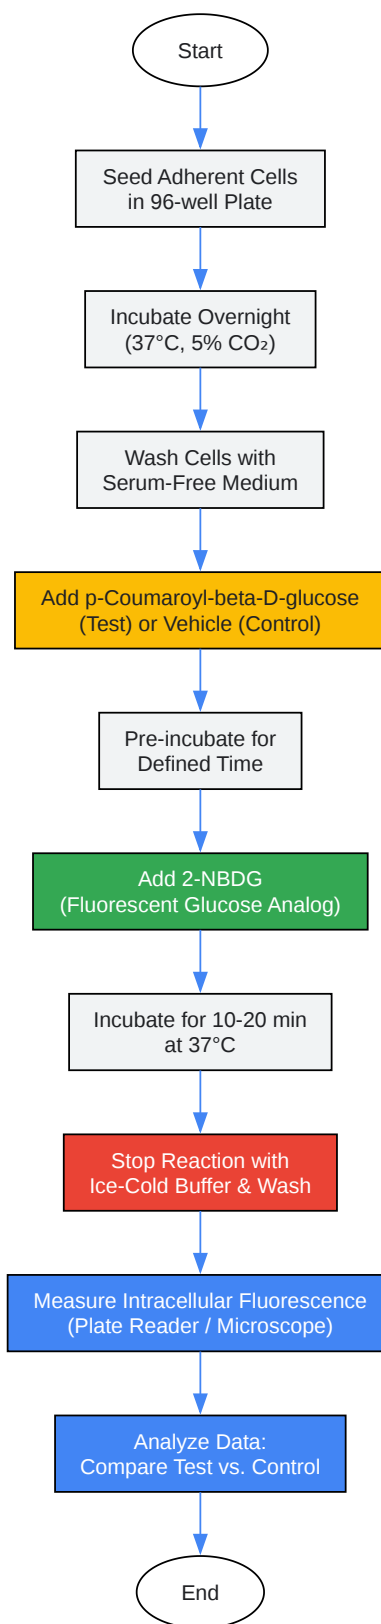 Start
Seed Adherent Cells
in 96-well Plate
Incubate Overnight
(37°C, 5% CO₂)
Wash Cells with
Serum-Free Medium
Add p-Coumaroyl-beta-D-glucose
(Test) or Vehicle (Control)
Pre-incubate for
Defined Time
Add 2-NBDG
(Fluorescent Glucose Analog)
Incubate for 10-20 min
at 37°C
Stop Reaction with
Ice-Cold Buffer & Wash
Measure Intracellular Fluorescence
(Plate Reader / Microscope)
Analyze Data:
Compare Test vs. Control
End